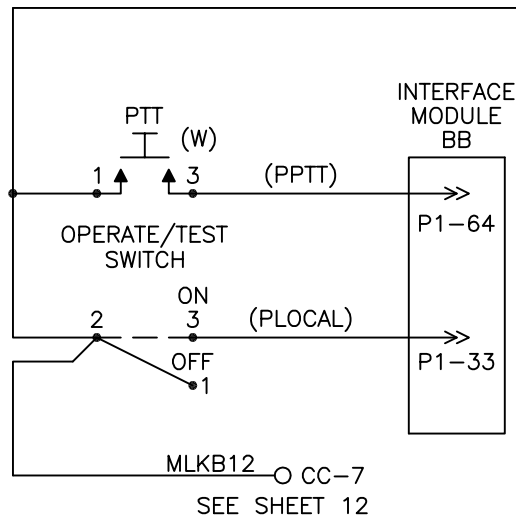 INTERFACE
MODULE
BB
PTT
(W)
1
3
(PPTT)
P1-64
OPERATE/TEST
SWITCH
ON
2
3
(PLOCAL)
OFF
P1-33
1
MLKB12
CC-7
SEE SHEET 12